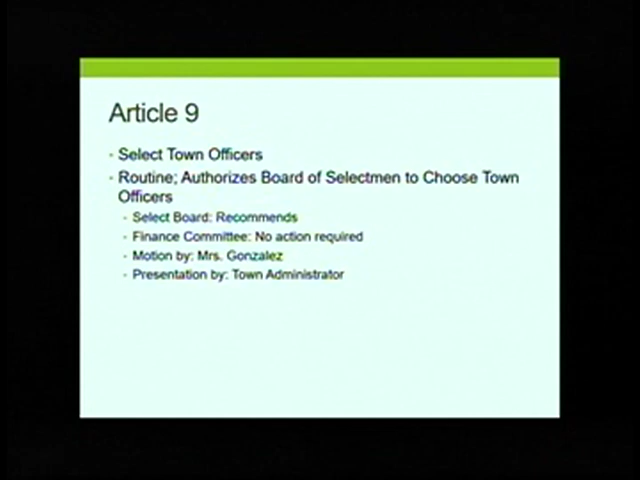 Article 9
Select Town Officers
Routine; Authorizes Board of Selectmen to Choose Town
Officers
Select Board: Recommends
Finance Committee: No action required
Motion by: Mrs. Gonzalez
Presentation by: Town Administrator